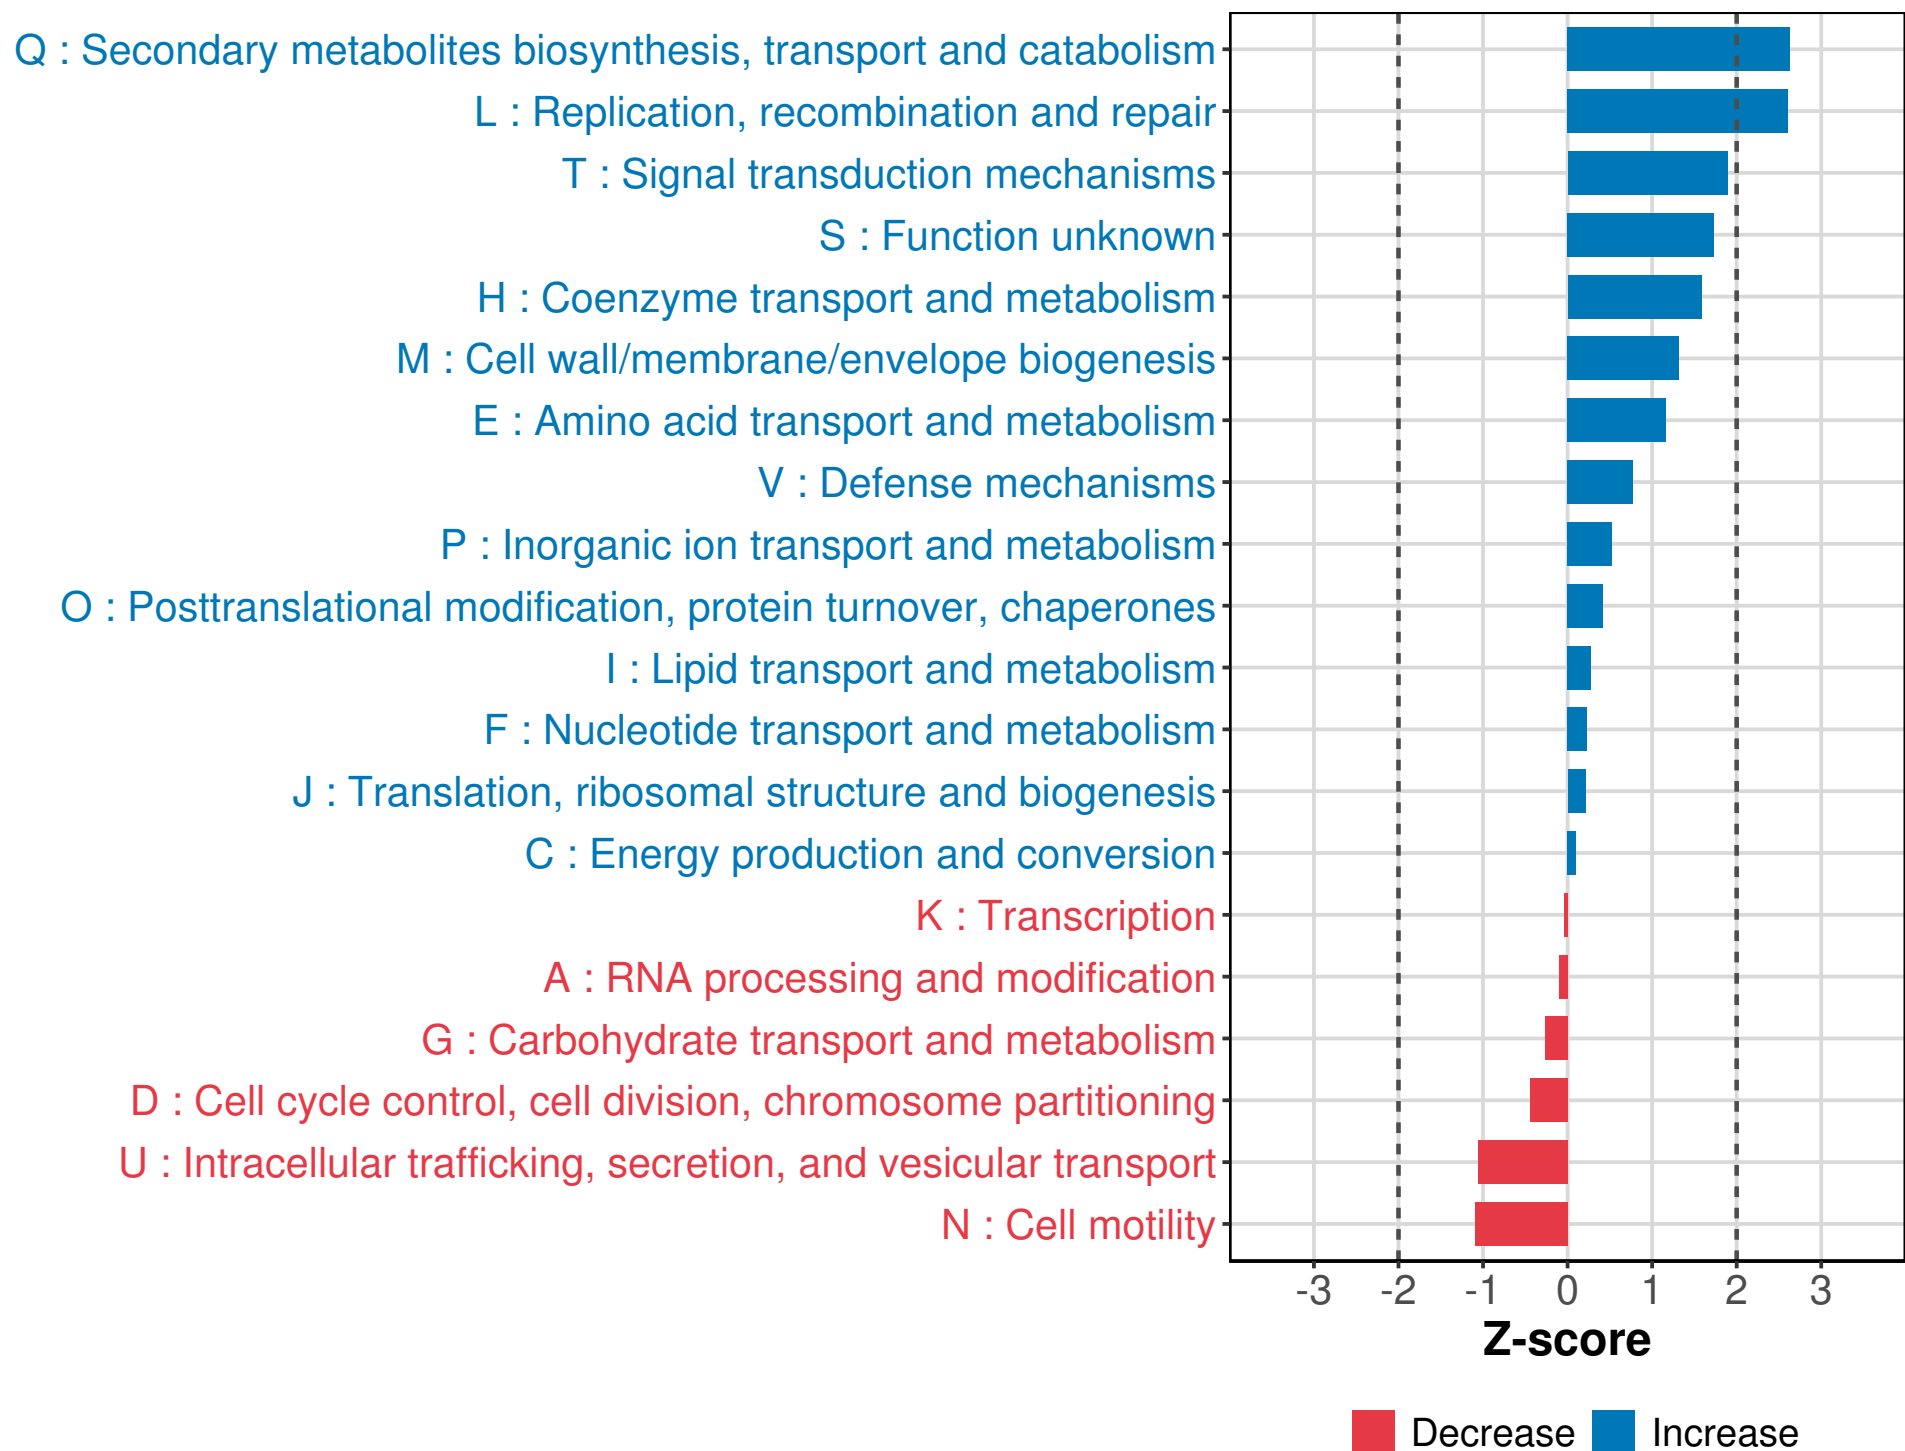 Q : Secondary metabolites biosynthesis, transport and catabolism
L : Replication, recombination and repair
T : Signal transduction mechanisms
S : Function unknown
H : Coenzyme transport and metabolism
M : Cell wall/membrane/envelope biogenesis
E : Amino acid transport and metabolism
V : Defense mechanisms
P : Inorganic ion transport and metabolism
O : Posttranslational modification, protein turnover, chaperones
I : Lipid transport and metabolism
F : Nucleotide transport and metabolism
J : Translation, ribosomal structure and biogenesis
C : Energy production and conversion
K : Transcription
A : RNA processing and modification
G : Carbohydrate transport and metabolism
D : Cell cycle control, cell division, chromosome partitioning
U : Intracellular trafficking, secretion, and vesicular transport
N : Cell motility
-3 -2 -1 0 1 2 3
Z-score
Decrease Increase